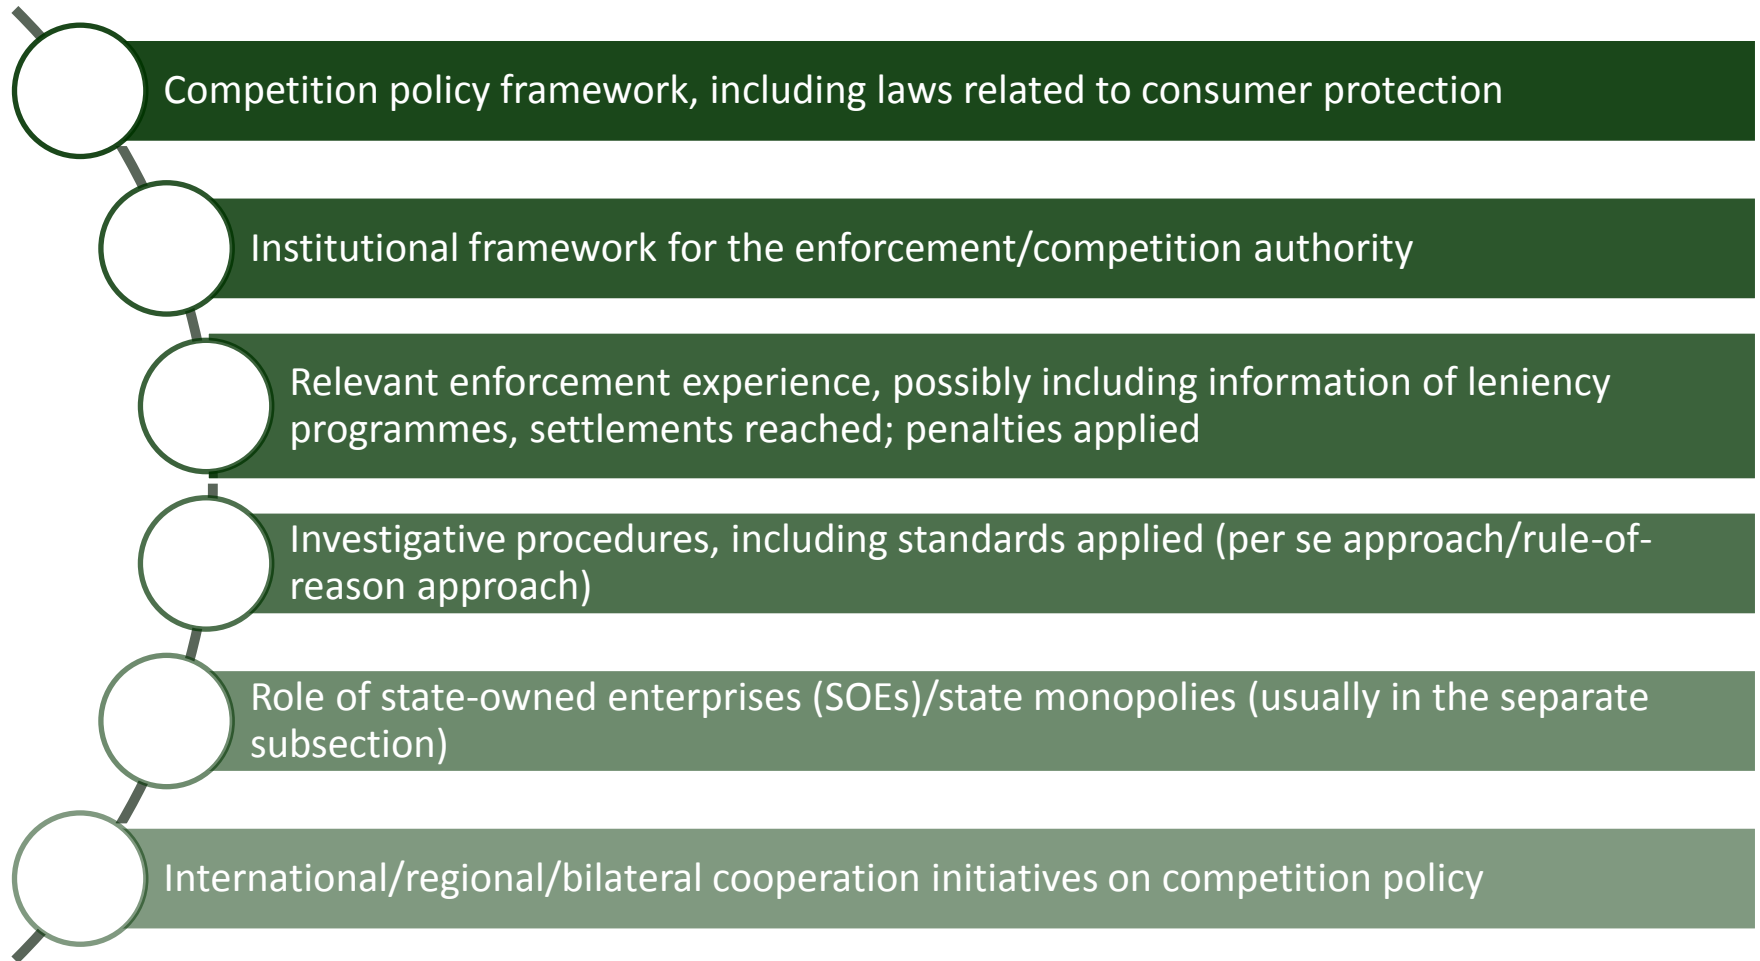 Competition policy framework, including laws related to consumer protection
Institutional framework for the enforcement/competition authority
Relevant enforcement experience, possibly including information of leniency
programmes, settlements reached; penalties applied
Investigative procedures, including standards applied (per se approach/rule-of-
reason approach)
Role of state-owned enterprises (SOEs)/state monopolies (usually in the separate
subsection)
International/regional/bilateral cooperation initiatives on competition policy